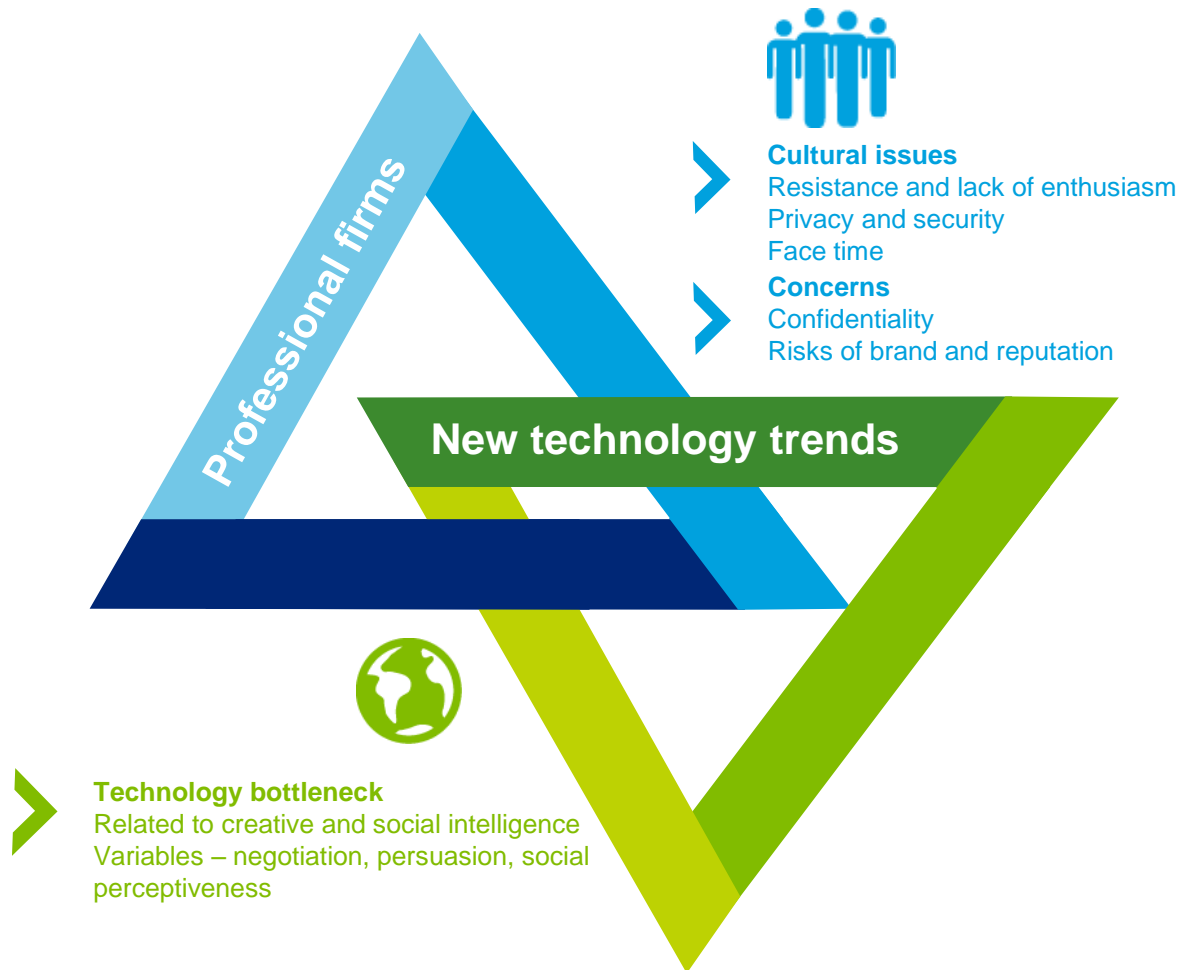 Professional firms
Cultural issues
Resistance and lack of enthusiasm
Privacy and security
Face time
Concerns
Confidentiality
Risks of brand and reputation
New technology trends
Technology bottleneck
Related to creative and social intelligence
Variables – negotiation, persuasion, social
perceptiveness